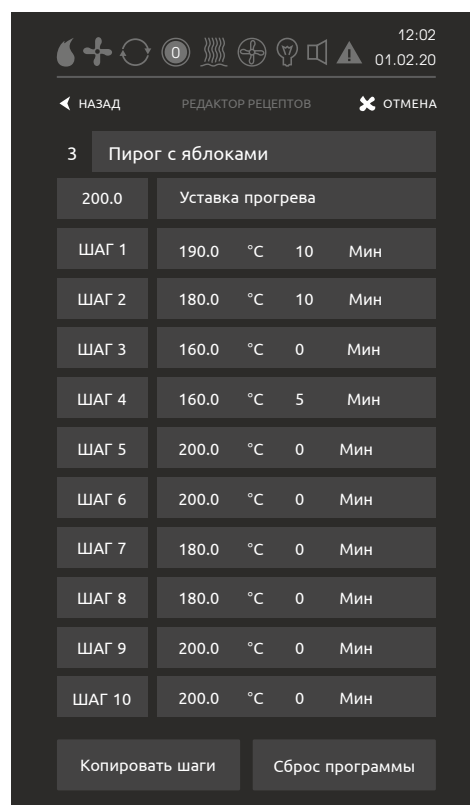 12:02
0
01.02.20
НАЗАД РЕДАКТОР РЕЦЕПТОВ ОТМЕНА
3 Пирог с яблоками
200.0 Уставка прогрева
ШАГ 1 190.0 °C 10 Мин
ШАГ 2 180.0 °C 10 Мин
ШАГ 3 160.0 °C 0 Мин
ШАГ 4 160.0 °C 5 Мин
ШАГ 5 200.0 °C 0 Мин
ШАГ 6 200.0 °C 0 Мин
ШАГ 7 180.0 °C 0 Мин
ШАГ 8 180.0 °C 0 Мин
ШАГ 9 200.0 °C 0 Мин
ШАГ 10 200.0 °C 0 Мин
Копировать шаги Сброс программы